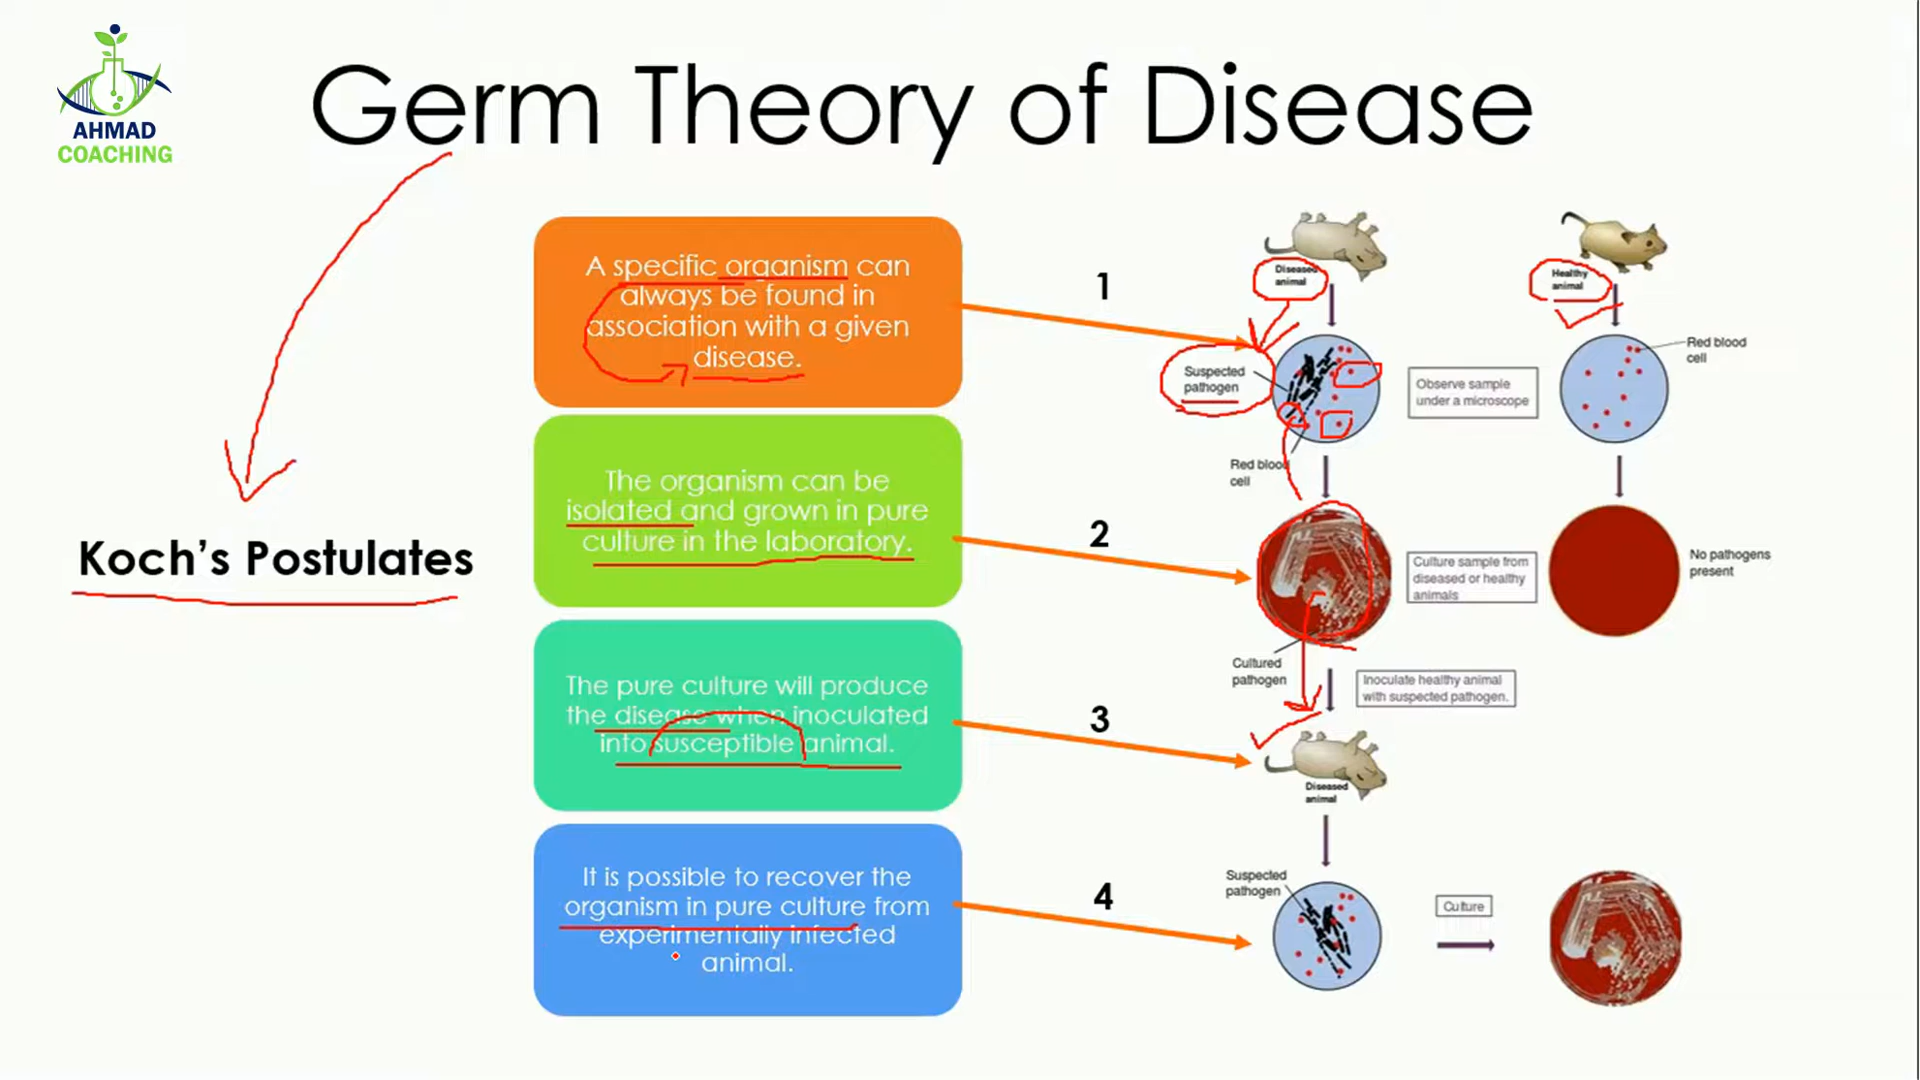 AHMAD
COACHING
Germ Theory of Disease
Koch's Postulates
A specific organism can
always be found in
association with a given
disease.
The organism can be
isolated and grown in pure
culture in the laboratory.
The pure culture will produce
the disease when inoculated
into susceptible animal.
It is possible to recover the
organism in pure culture from
experimentally infected
animal.
1
Diseased
animal
Healthy
animal
Suspected
pathogen
Observe sample
under a microscope
Red blood
cell
Red blood
cell
2
Culture sample from
diseased or healthy
animals
No pathogens
present
Cultured
pathogen
Inoculate healthy animal
with suspected pathogen.
3
Diseased
animal
4
Suspected
pathogen
Culture